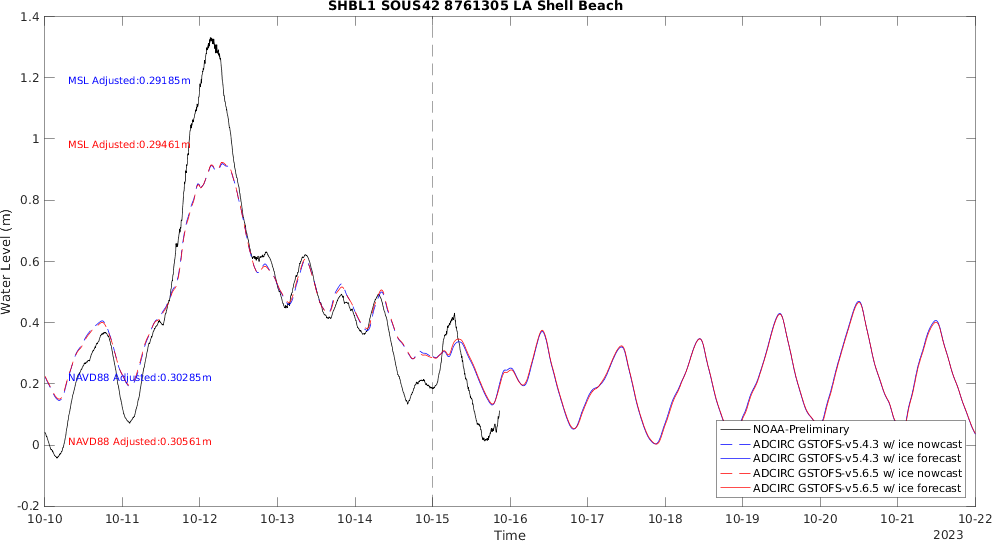 SHBL1 SOUS42 8761305 LA Shell Beach
1.4
1.2
1
0.8
0.6
0.4
0.2
0
-0.2
Water Level (m)
MSL Adjusted:0.29185m
MSL Adjusted:0.29461m
NAVD88 Adjusted:0.30285m
NAVD88 Adjusted:0.30561m
NOAA-Preliminary
ADCIRC GSTOFS-v5.4.3 w/ ice nowcast
ADCIRC GSTOFS-v5.4.3 w/ ice forecast
ADCIRC GSTOFS-v5.6.5 w/ ice nowcast
ADCIRC GSTOFS-v5.6.5 w/ ice forecast
10-10 10-11 10-12 10-13 10-14 10-15 10-16 10-17 10-18 10-19 10-20 10-21 10-22
Time
2023